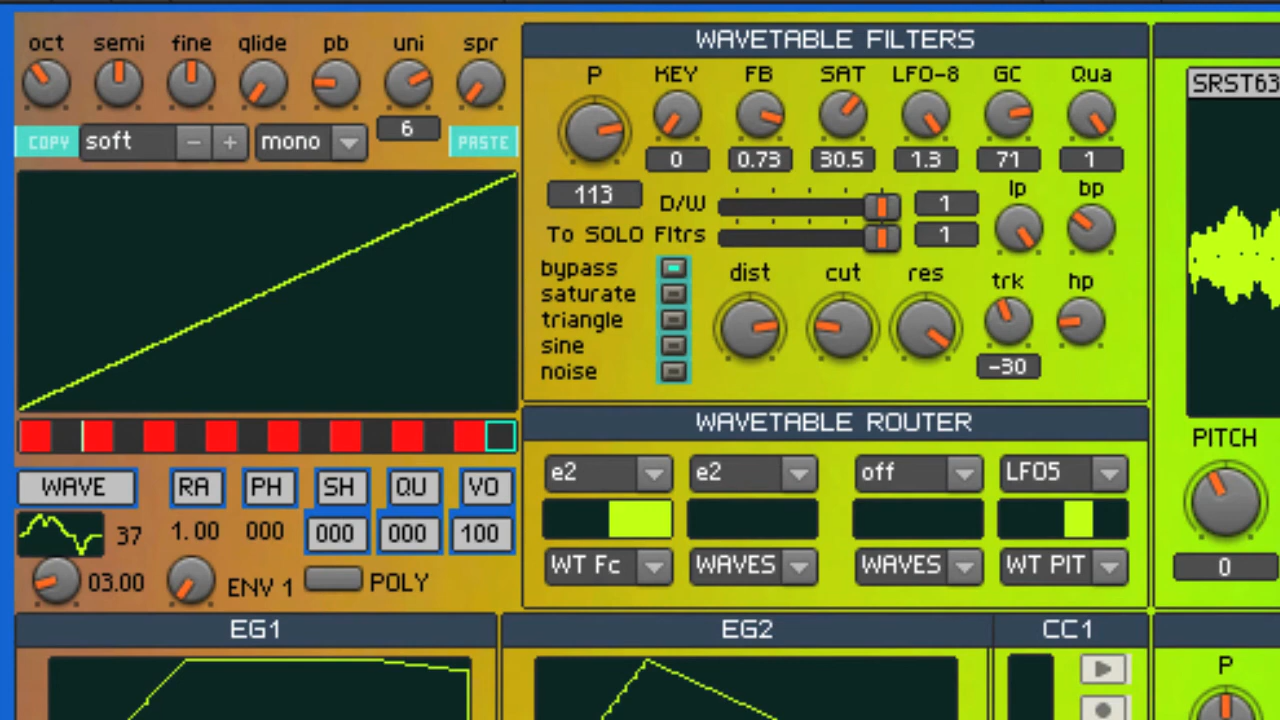 oct semi fine glide pb uni spr
6
COPY soft − + mono PASTE
WAVE RA PH SH QU VO
37 1.00 000 000 000 100
03.00 ENV 1 POLY
WAVETABLE FILTERS
P KEY FB SAT LFO-8 GC Qua
0 0.73 30.5 1.3 71 1
113 D/W 1 lp bp
To SOLO Fltrs 1
bypass dist cut res trk hp
saturate
triangle
sine
noise
-30
WAVETABLE ROUTER
e2 e2 off LFO5
WT Fc WAVES WAVES WT PIT
SRST63
PITCH
0
EG1 EG2 CC1
P